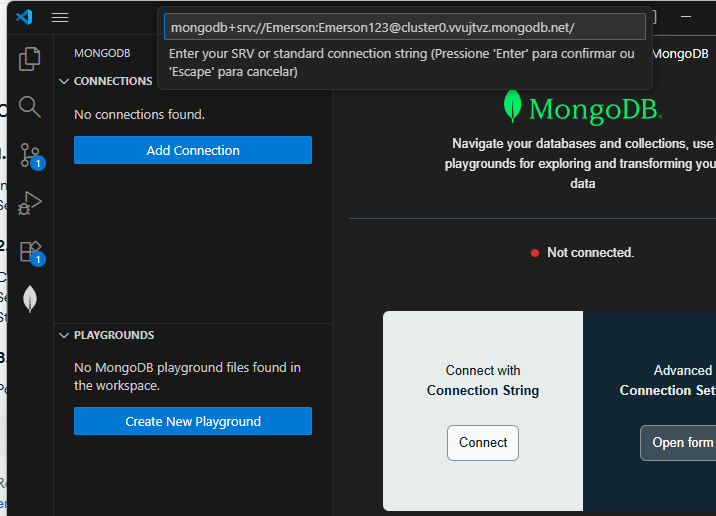 mongodb+srv://Emerson:Emerson123@cluster0.vvujtvz.mongodb.net/
Enter your SRV or standard connection string (Pressione 'Enter' para confirmar ou
'Escape' para cancelar)
MONGODB
MongoDB
CONNECTIONS
No connections found.
Add Connection
MongoDB.
Navigate your databases and collections, use
playgrounds for exploring and transforming you
data
Not connected.
1
1
PLAYGROUNDS
No MongoDB playground files found in
the workspace.
Create New Playground
Connect with
Connection String
Connect
Advanced
Connection Set
Open form